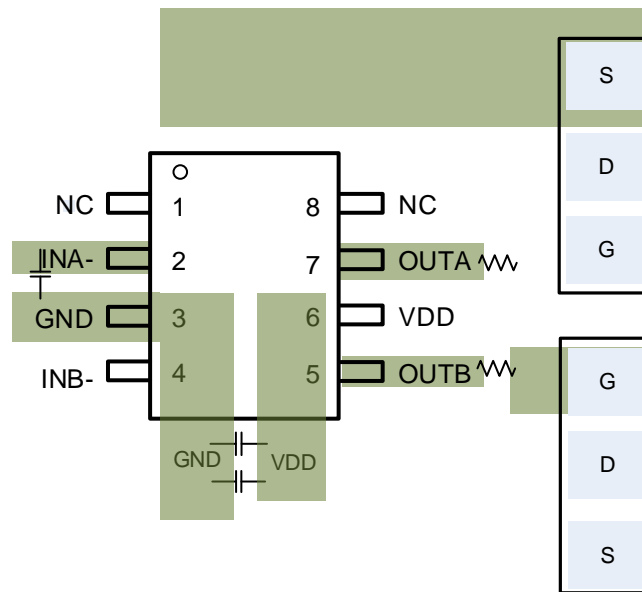 S
D
NC 1 8 NC
G
INA- 2 7 OUTA
GND 3 6 VDD
INB- 4 5 OUTB
G
GND VDD
D
S